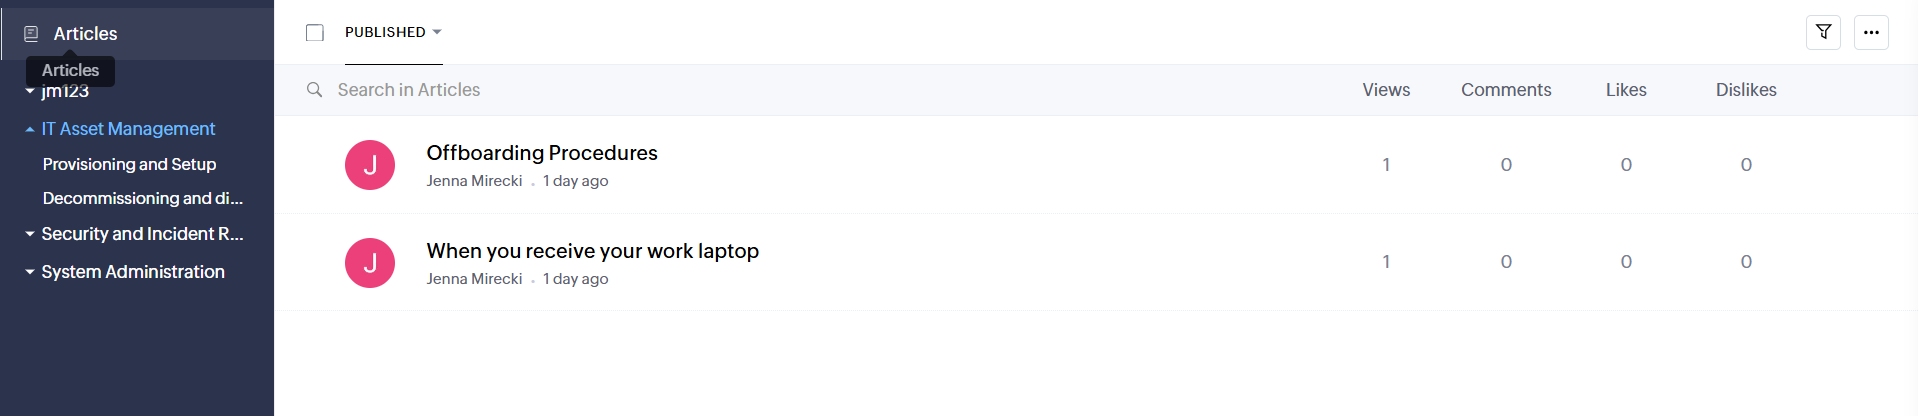 Articles
Articles
jm123
IT Asset Management
Provisioning and Setup
Decommissioning and di...
Security and Incident R...
System Administration
PUBLISHED
Search in Articles Views Comments Likes Dislikes
J
Offboarding Procedures
Jenna Mirecki . 1 day ago
1 0 0 0
J
When you receive your work laptop
Jenna Mirecki . 1 day ago
1 0 0 0